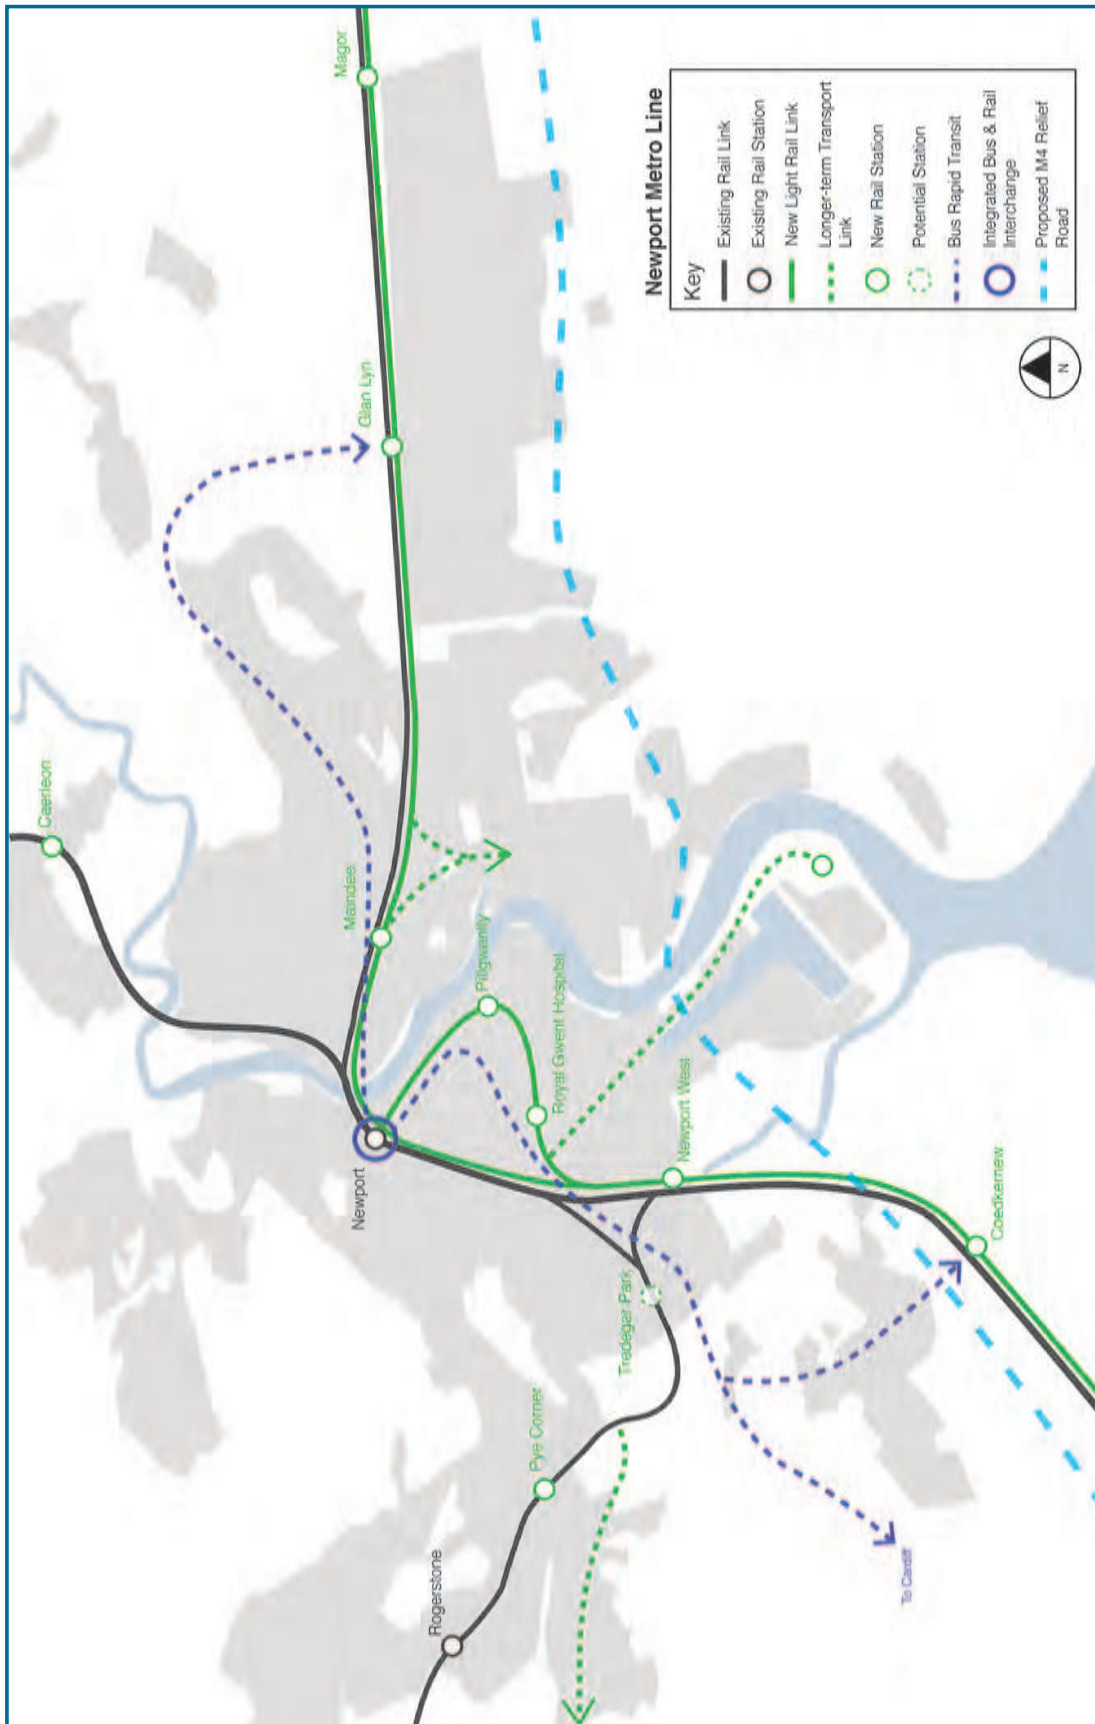 Newport Metro Line
Key
Existing Rail Link
Existing Rail Station
New Light Rail Link
Longer-term Transport
Link
New Rail Station
Potential Station
Bus Rapid Transit
Integrated Bus & Rail
Interchange
Proposed M4 Relief
Road
N
Rogerstone
Pye Corner
Tredegar Park
Newport
Caerleon
Maindee
Glan Lyn
Magor
Pillgwenlly
Royal Gwent Hospital
Newport West
Coedkernew
To Cardiff